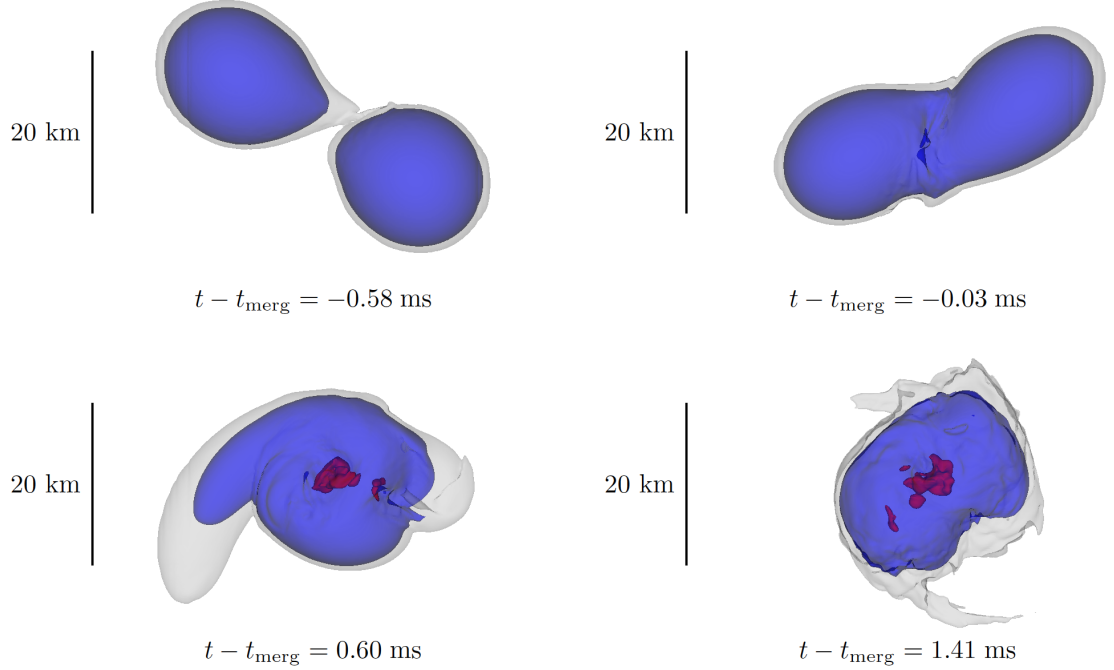 20 km
20 km
t − t_merg = −0.58 ms
t − t_merg = −0.03 ms
20 km
20 km
t − t_merg = 0.60 ms
t − t_merg = 1.41 ms